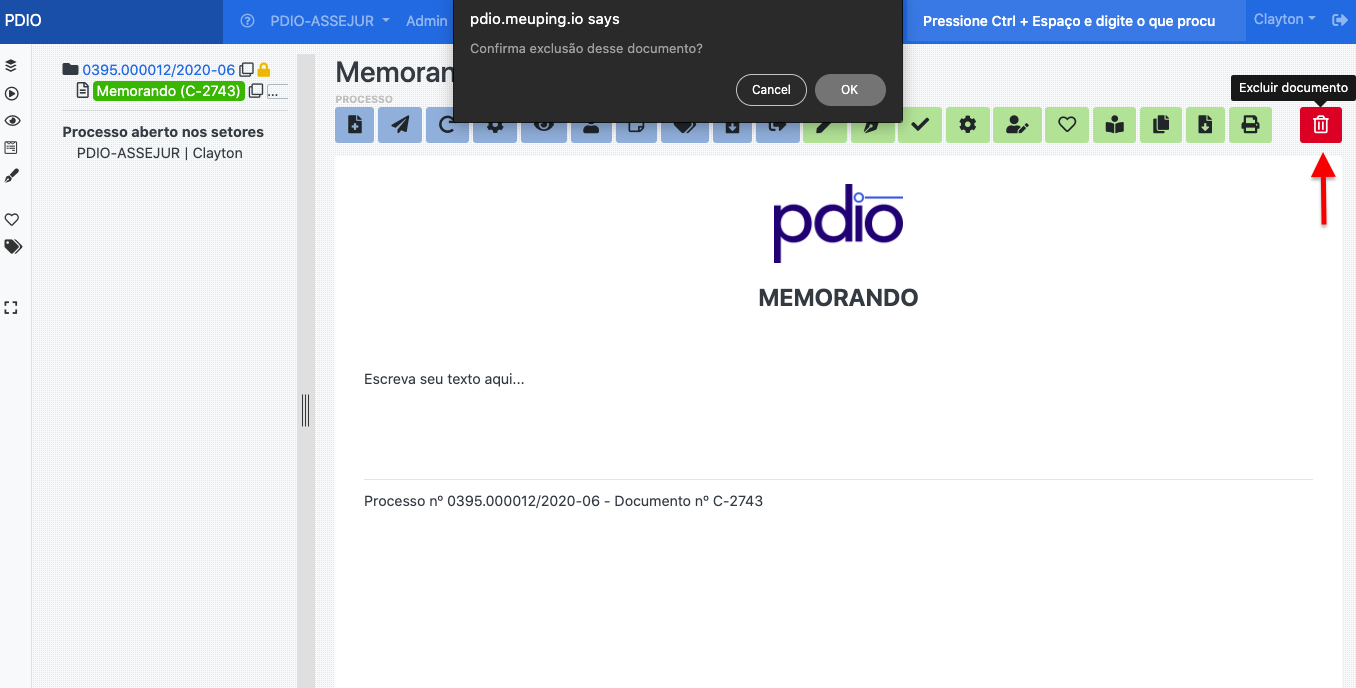 PDIO
PDIO-ASSEJUR
Admin
pdio.meuping.io says
Confirma exclusão desse documento?
Cancel
OK
Pressione Ctrl + Espaço e digite o que procu
Clayton
0395.000012/2020-06
Memorando (C-2743)
...
Processo aberto nos setores
PDIO-ASSEJUR | Clayton
Memoran
PROCESSO
Excluir documento
pdio
MEMORANDO
Escreva seu texto aqui...
Processo nº 0395.000012/2020-06 - Documento nº C-2743